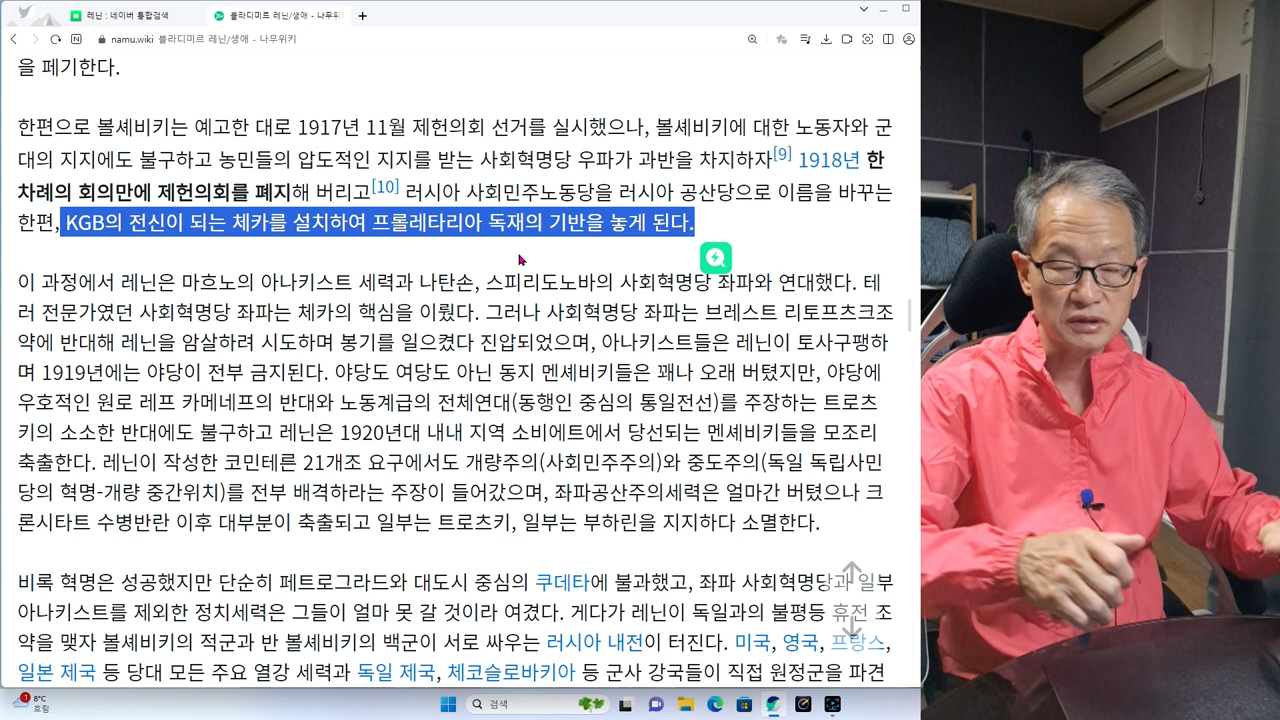 레닌 : 네이버 통합검색
블라디미르 레닌/생애 - 나무위키
namu.wiki 블라디미르 레닌/생애 - 나무위키
을 폐기한다.
한편으로 볼셰비키는 예고한 대로 1917년 11월 제헌의회 선거를 실시했으나, 볼셰비키에 대한 노동자와 군
대의 지지에도 불구하고 농민들의 압도적인 지지를 받는 사회혁명당 우파가 과반을 차지하자[9] 1918년 한
차례의 회의만에 제헌의회를 폐지해 버리고[10] 러시아 사회민주노동당을 러시아 공산당으로 이름을 바꾸는
한편, KGB의 전신이 되는 체카를 설치하여 프롤레타리아 독재의 기반을 놓게 된다.
이 과정에서 레닌은 마흐노의 아나키스트 세력과 나탄손, 스피리도노바의 사회혁명당 좌파와 연대했다. 테
러 전문가였던 사회혁명당 좌파는 체카의 핵심을 이뤘다. 그러나 사회혁명당 좌파는 브레스트 리토프츠크조
약에 반대해 레닌을 암살하려 시도하며 봉기를 일으켰다 진압되었으며, 아나키스트들은 레닌이 토사구팽하
며 1919년에는 야당이 전부 금지된다. 야당도 여당도 아닌 동지 멘셰비키들은 꽤나 오래 버텼지만, 야당에
우호적인 원로 레프 카메네프의 반대와 노동계급의 전체연대(동행인 중심의 통일전선)를 주장하는 트로츠
키의 소소한 반대에도 불구하고 레닌은 1920년대 내내 지역 소비에트에서 당선되는 멘셰비키들을 모조리
축출한다. 레닌이 작성한 코민테른 21개조 요구에서도 개량주의(사회민주주의)와 중도주의(독일 독립사민
당의 혁명-개량 중간위치)를 전부 배격하라는 주장이 들어갔으며, 좌파공산주의세력은 얼마간 버텼으나 크
론시타트 수병반란 이후 대부분이 축출되고 일부는 트로츠키, 일부는 부하린을 지지하다 소멸한다.
비록 혁명은 성공했지만 단순히 페트로그라드와 대도시 중심의 쿠데타에 불과했고, 좌파 사회혁명당과 일부
아나키스트를 제외한 정치세력은 그들이 얼마 못 갈 것이라 여겼다. 게다가 레닌이 독일과의 불평등 휴전 조
약을 맺자 볼셰비키의 적군과 반 볼셰비키의 백군이 서로 싸우는 러시아 내전이 터진다. 미국, 영국, 프랑스,
일본 제국 등 당대 모든 주요 열강 세력과 독일 제국, 체코슬로바키아 등 군사 강국들이 직접 원정군을 파견
1
8°C
흐림
검색